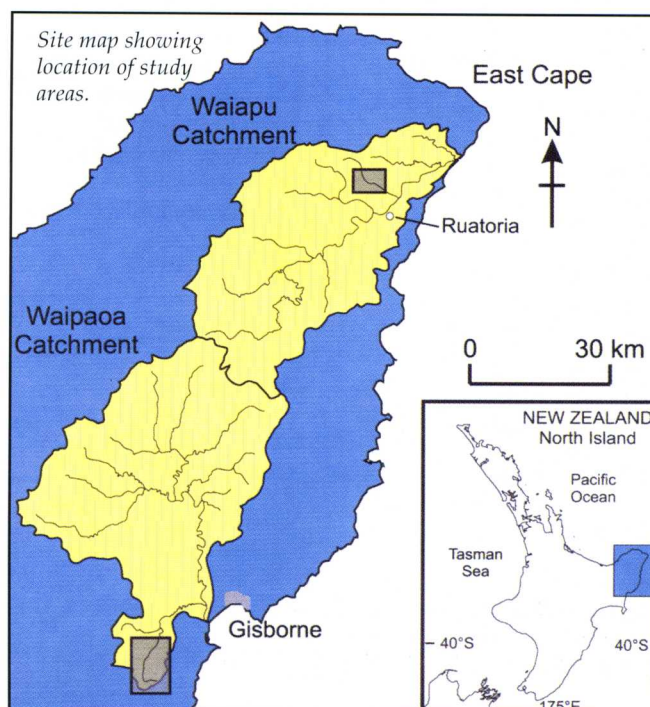 Site map showing
location of study
areas.
East Cape
Waiapu
Catchment
N
Ruatoria
Waipaoa
Catchment
0 30 km
NEW ZEALAND
North Island
Pacific
Ocean
Tasman
Sea
Gisborne
40°S 40°S
175°E